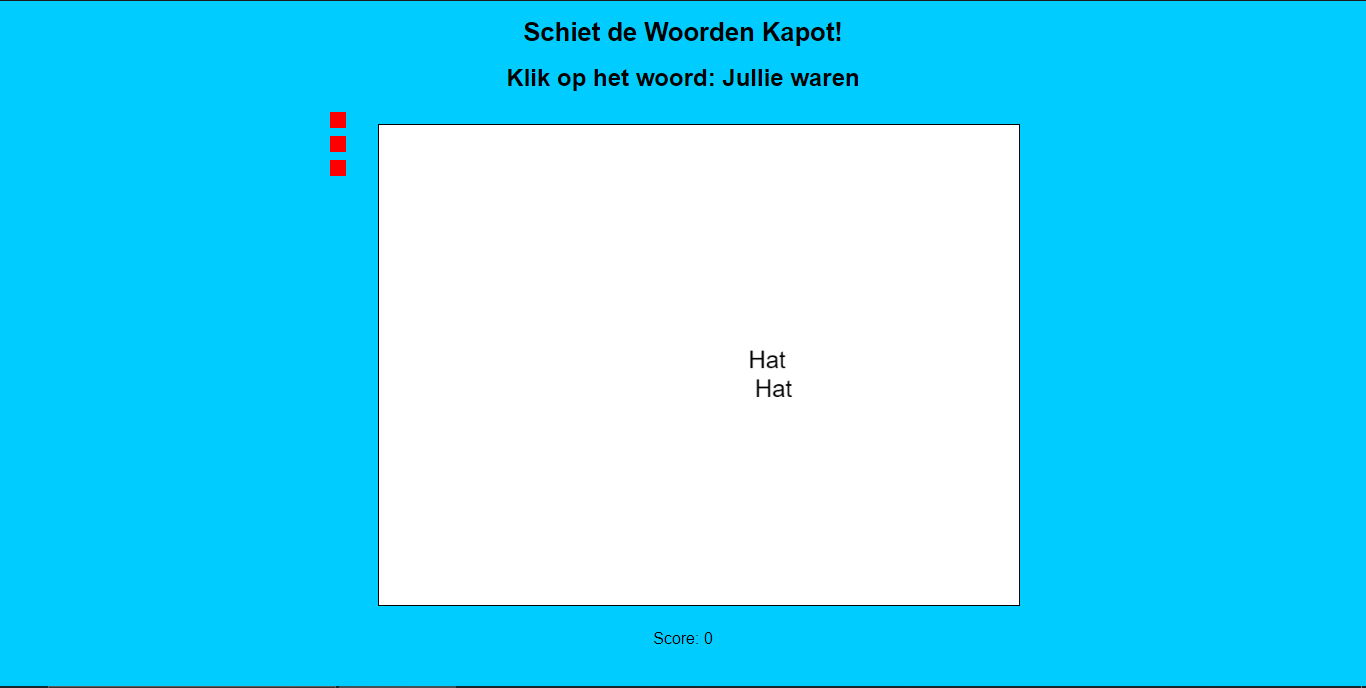 Schiet de Woorden Kapot!
Klik op het woord: Jullie waren
Hat
Hat
Score: 0